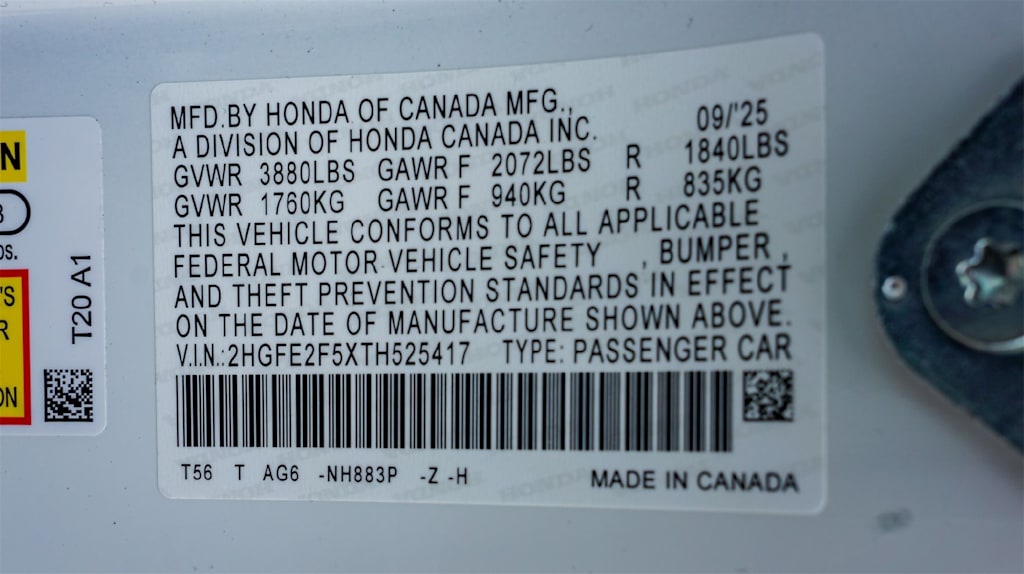 N
3
OS.
'S
R
ON
T20 A1
MFD.BY HONDA OF CANADA MFG., 09/'25
A DIVISION OF HONDA CANADA INC.
GVWR 3880LBS GAWR F 2072LBS R 1840LBS
GVWR 1760KG GAWR F 940KG R 835KG
THIS VEHICLE CONFORMS TO ALL APPLICABLE
FEDERAL MOTOR VEHICLE SAFETY , BUMPER ,
AND THEFT PREVENTION STANDARDS IN EFFECT
ON THE DATE OF MANUFACTURE SHOWN ABOVE.
V.I.N.:2HGFE2F5XTH525417 TYPE: PASSENGER CAR
T56 T AG6 -NH883P -Z -H MADE IN CANADA